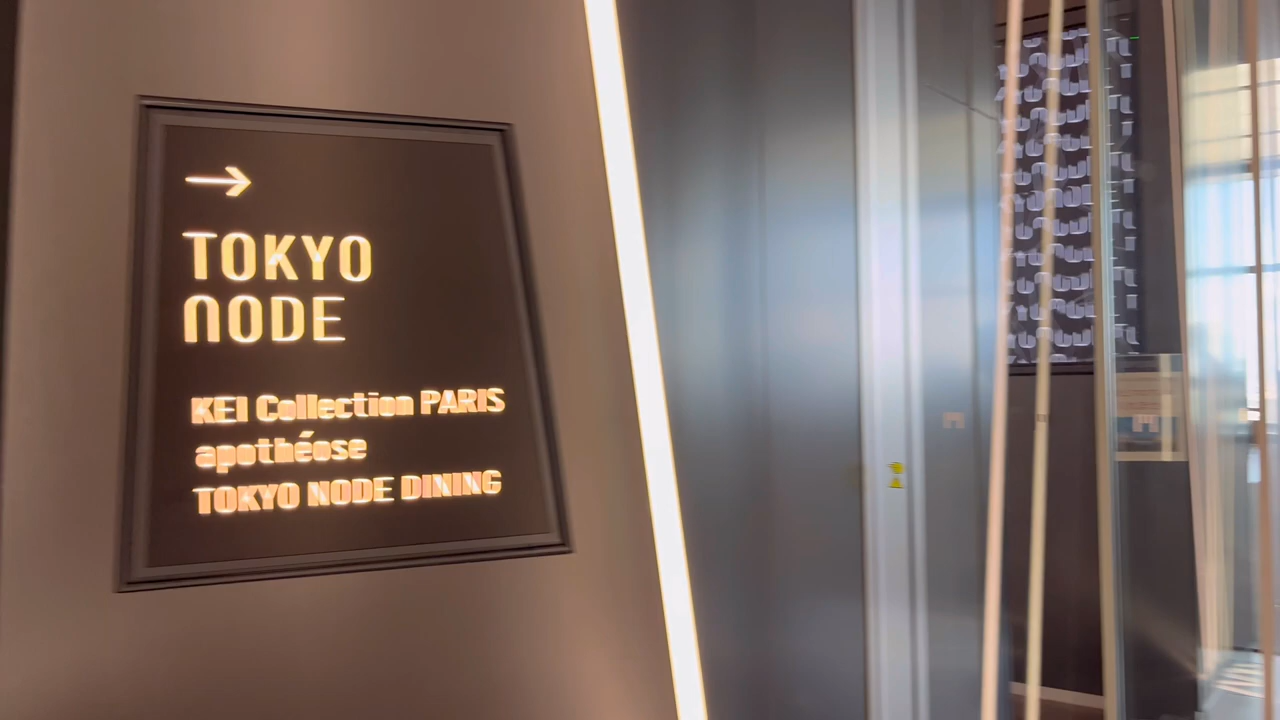 →
TOKYO
NODE
KEI Collection PARIS
apothéose
TOKYO NODE DINING